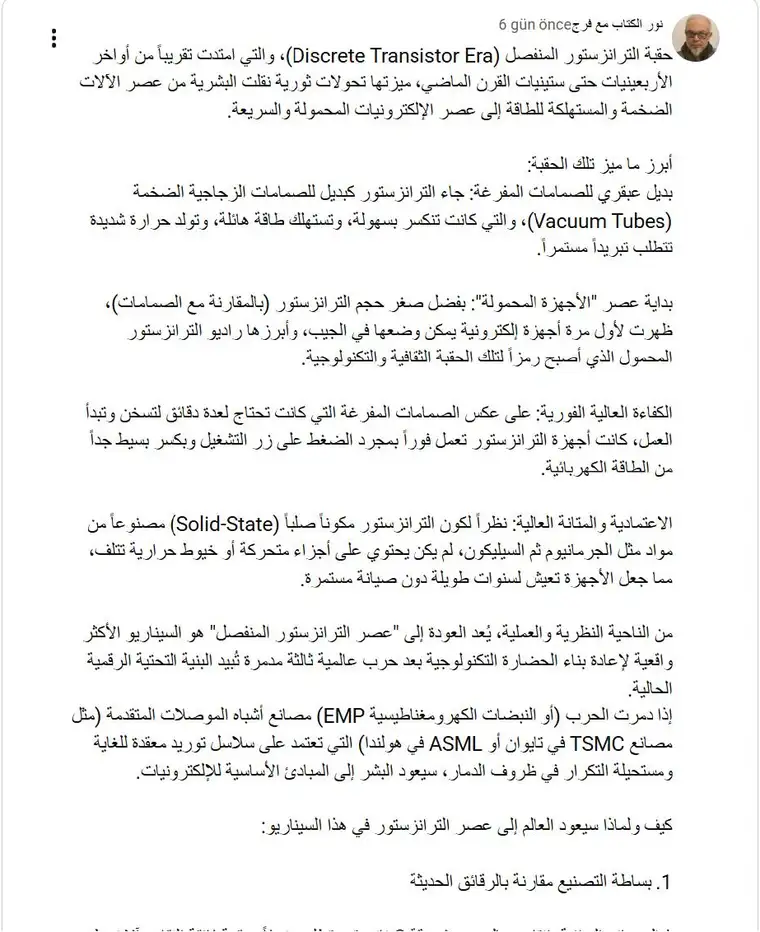 نور الكتاب مع فرج 6 gün önce
حقبة الترانزستور المنفصل (Discrete Transistor Era)، والتي امتدت تقريباً من أواخر
الأربعينيات حتى ستينيات القرن الماضي، ميزتها تحولات ثورية نقلت البشرية من عصر الآلات
الضخمة والمستهلكة للطاقة إلى عصر الإلكترونيات المحمولة والسريعة.
أبرز ما ميز تلك الحقبة:
بديل عبقري للصمامات المفرغة: جاء الترانزستور كبديل للصمامات الزجاجية الضخمة
(Vacuum Tubes)، والتي كانت تنكسر بسهولة، وتستهلك طاقة هائلة، وتولد حرارة شديدة
تتطلب تبريداً مستمراً.
بداية عصر "الأجهزة المحمولة": بفضل صغر حجم الترانزستور (بالمقارنة مع الصمامات)،
ظهرت لأول مرة أجهزة إلكترونية يمكن وضعها في الجيب، وأبرزها راديو الترانزستور
المحمول الذي أصبح رمزاً لتلك الحقبة الثقافية والتكنولوجية.
الكفاءة العالية الفورية: على عكس الصمامات المفرغة التي كانت تحتاج لعدة دقائق لتسخن وتبدأ
العمل، كانت أجهزة الترانزستور تعمل فوراً بمجرد الضغط على زر التشغيل وبكسر بسيط جداً
من الطاقة الكهربائية.
الاعتمادية والمتانة العالية: نظراً لكون الترانزستور مكوناً صلباً (Solid-State) مصنوعاً من
مواد مثل الجرمانيوم ثم السيليكون، لم يكن يحتوي على أجزاء متحركة أو خيوط حرارية تتلف،
مما جعل الأجهزة تعيش لسنوات طويلة دون صيانة مستمرة.
من الناحية النظرية والعملية، يُعد العودة إلى "عصر الترانزستور المنفصل" هو السيناريو الأكثر
واقعية لإعادة بناء الحضارة التكنولوجية بعد حرب عالمية ثالثة مدمرة تُبيد البنية التحتية الرقمية
الحالية.
إذا دمرت الحرب (أو النبضات الكهرومغناطيسية EMP) مصانع أشباه الموصلات المتقدمة (مثل
مصانع TSMC في تايوان أو ASML في هولندا) التي تعتمد على سلاسل توريد معقدة للغاية
ومستحيلة التكرار في ظروف الدمار، سيعود البشر إلى المبادئ الأساسية للإلكترونيات.
كيف ولماذا سيعود العالم إلى عصر الترانزستور في هذا السيناريو:
1. بساطة التصنيع مقارنة بالرقائق الحديثة